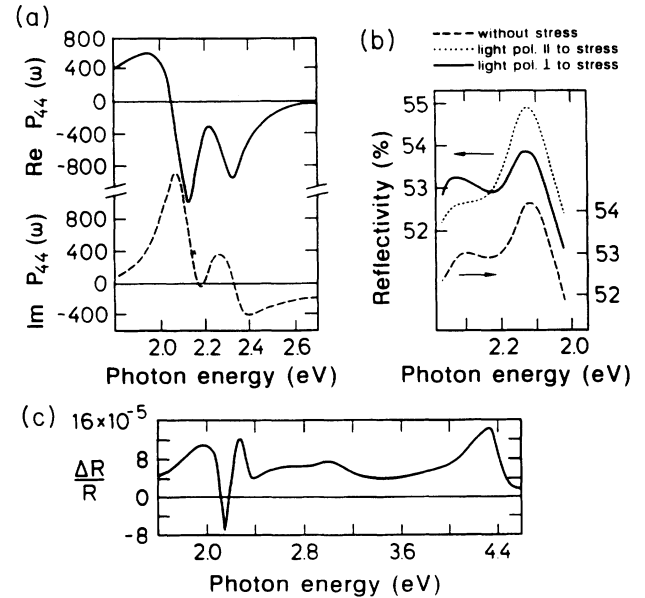 (a)
800
400
0
-400
-800
Re P₄₄ (ω)
800
400
0
-400
Im P₄₄ (ω)
2.0 2.2 2.4 2.6
Photon energy (eV)
(b)
without stress
light pol. || to stress
light pol. ⊥ to stress
55
54
53
52
Reflectivity (%)
54
53
52
2.2 2.0
Photon energy (eV)
(c)
16×10⁻⁵
8
0
-8
ΔR
R
2.0 2.8 3.6 4.4
Photon energy (eV)